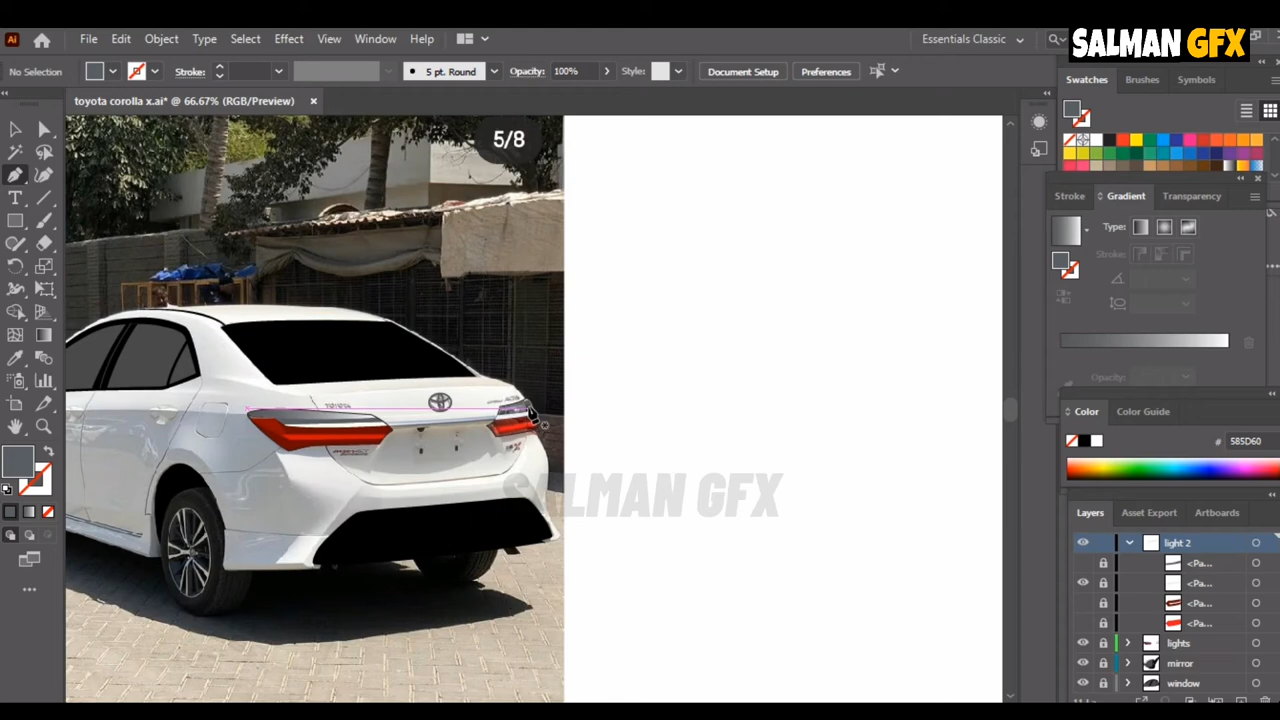 SALMAN GFX
Ai File Edit Object Type Select Effect View Window Help Essentials Classic
No Selection Stroke: 5 pt. Round Opacity: 100% Style: Document Setup Preferences
toyota corolla x.ai* @ 66.67% (RGB/Preview) ×
Swatches Brushes Symbols
5/8
Stroke Gradient Transparency
Type:
Stroke:
SALMAN GFX
Color Color Guide
# 585D60
Layers Asset Export Artboards
light 2
<Pa...
<Pa...
<Pa...
<Pa...
lights
mirror
window